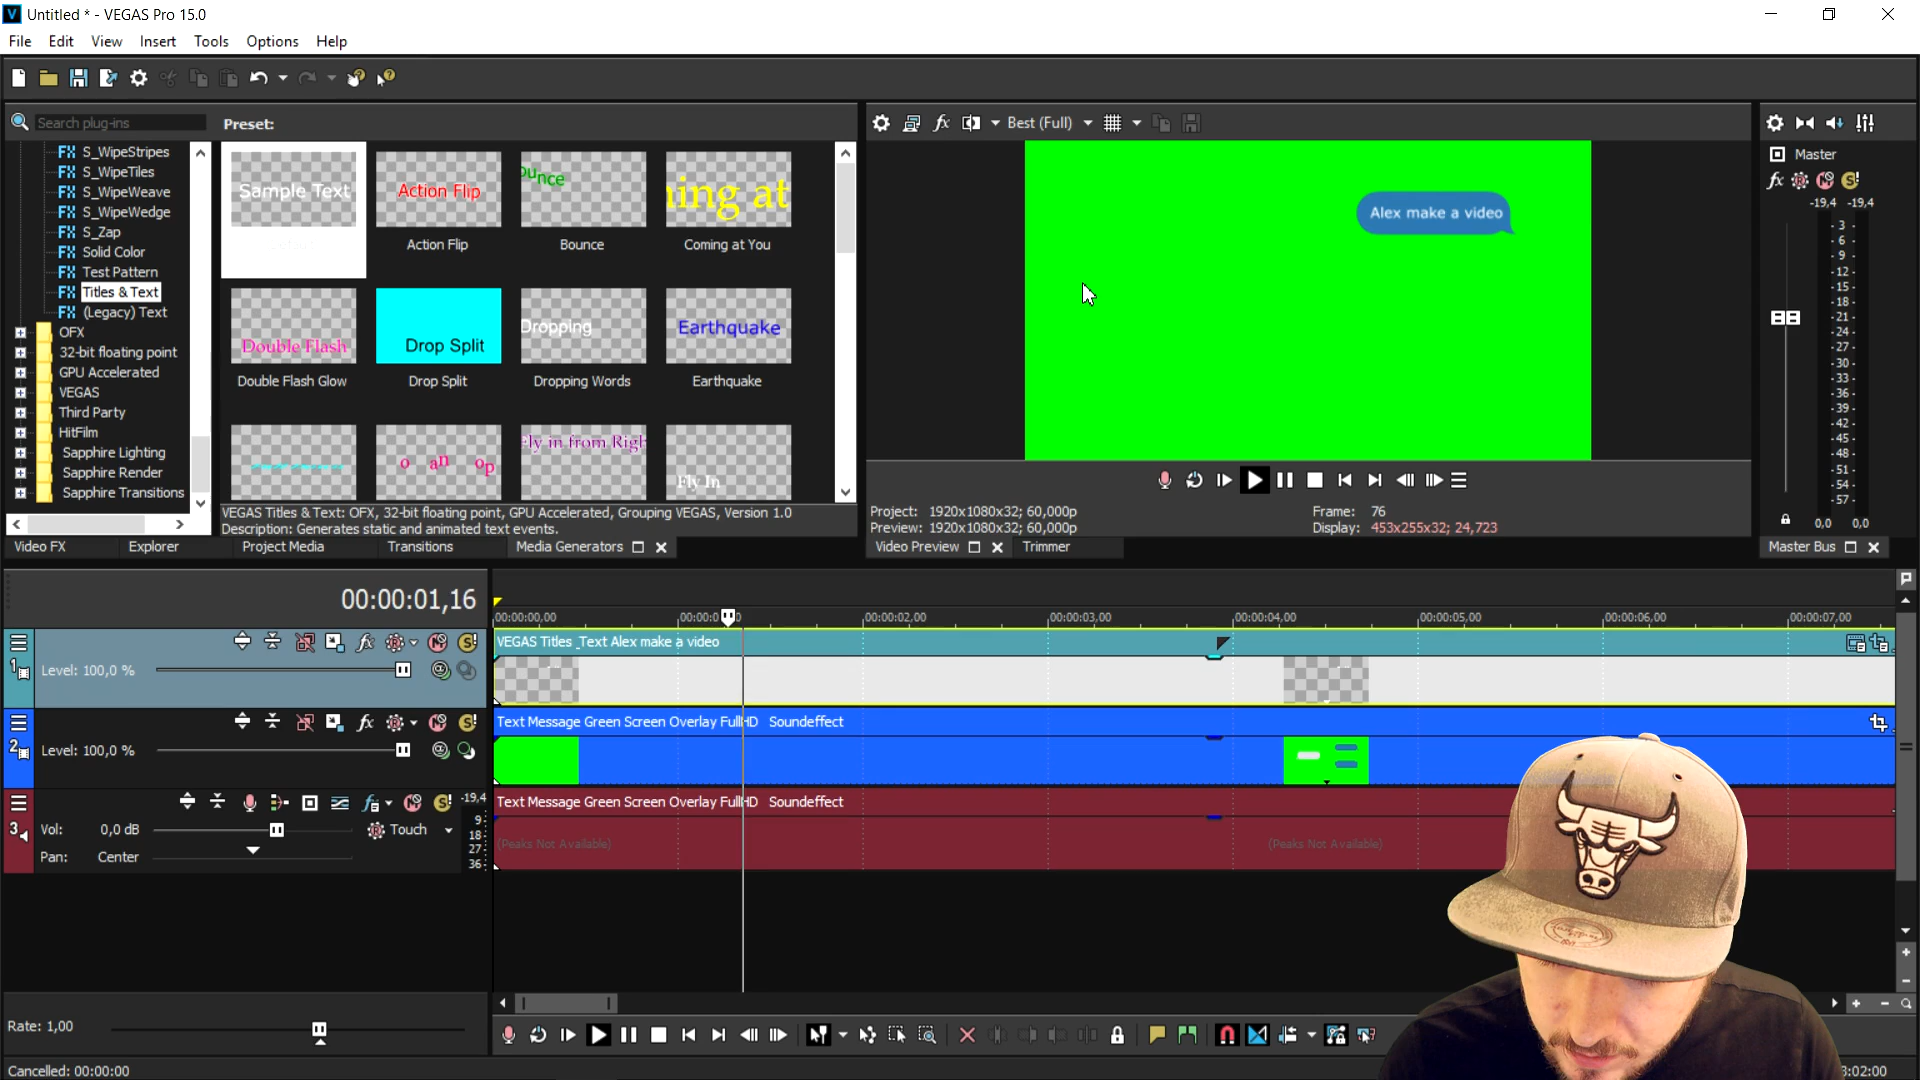 Untitled * - VEGAS Pro 15.0
File Edit View Insert Tools Options Help
Search plug-ins
Preset:
S_WipeStripes
S_WipeTiles
S_WipeWeave
S_WipeWedge
S_Zap
Solid Color
Test Pattern
Titles & Text
(Legacy) Text
OFX
32-bit floating point
GPU Accelerated
VEGAS
Third Party
HitFilm
Sapphire Lighting
Sapphire Render
Sapphire Transitions
Sample Text
Action Flip
ounce
ning at
Action Flip
Bounce
Coming at You
Double Flash
Drop Split
Dropping
Earthquake
Double Flash Glow
Drop Split
Dropping Words
Earthquake
o an op
Fly in from Righ
Fly In
VEGAS Titles & Text: OFX, 32-bit floating point, GPU Accelerated, Grouping VEGAS, Version 1.0
Description: Generates static and animated text events.
Video FX Explorer Project Media Transitions Media Generators
Best (Full)
Alex make a video
Project: 1920x1080x32; 60,000p
Preview: 1920x1080x32; 60,000p
Frame: 76
Display: 453x255x32; 24,723
Video Preview Trimmer
Master
-19,4 -19,4
- 3 -
- 6 -
- 9 -
-12-
-15-
-18-
-21-
-24-
-27-
-30-
-33-
-36-
-39-
-42-
-45-
-48-
-51-
-54-
-57-
0,0 0,0
Master Bus
00:00:01,16
00:00:00,00 00:00:0 00:00:02,00 00:00:03,00 00:00:04,00 00:00:05,00 00:00:06,00 00:00:07,00
1
Level: 100,0 %
VEGAS Titles_Text Alex make a video
2
Level: 100,0 %
Text Message Green Screen Overlay FullHD Soundeffect
3
Vol: 0,0 dB
Touch
Pan: Center
-19,4
9-
18-
27-
36-
Text Message Green Screen Overlay FullHD Soundeffect
(Peaks Not Available) (Peaks Not Available)
Rate: 1,00
Cancelled: 00:00:00
3:02:00